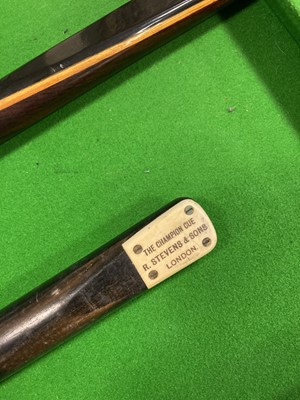 THE CHAMPION CUE
R. STEVENS & SONS
LONDON.